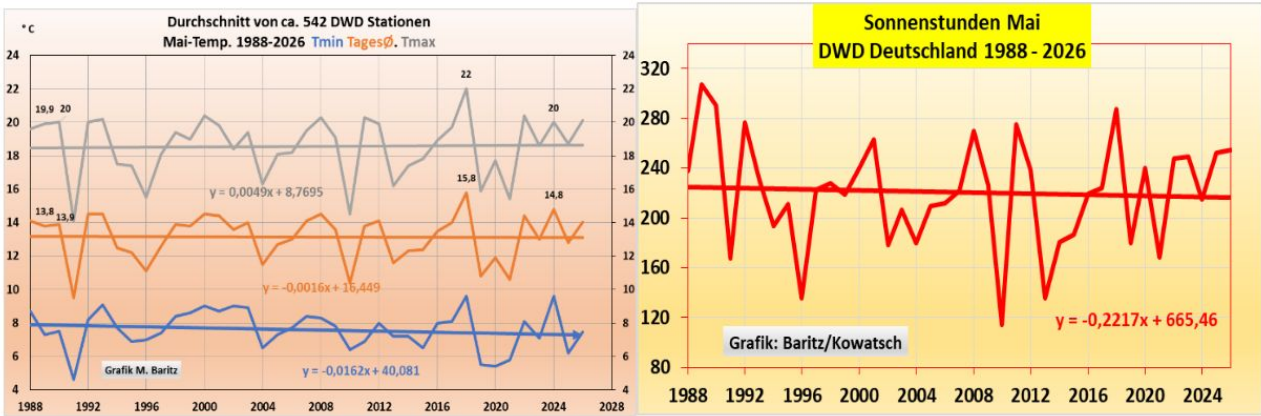 Durchschnitt von ca. 542 DWD Stationen
Mai-Temp. 1988-2026 Tmin TagesØ. Tmax
°C
24
22
20
18
16
14
12
10
8
6
4
24
22
20
18
16
14
12
10
8
6
4
19,9
20
22
20
y = 0,0049x + 8,7695
13,8
13,9
15,8
14,8
y = -0,0016x + 16,449
Grafik M. Baritz
y = -0,0162x + 40,081
1988 1992 1996 2000 2004 2008 2012 2016 2020 2024 2028
Sonnenstunden Mai
DWD Deutschland 1988 - 2026
320
280
240
200
160
120
80
y = -0,2217x + 665,46
Grafik: Baritz/Kowatsch
1988 1992 1996 2000 2004 2008 2012 2016 2020 2024